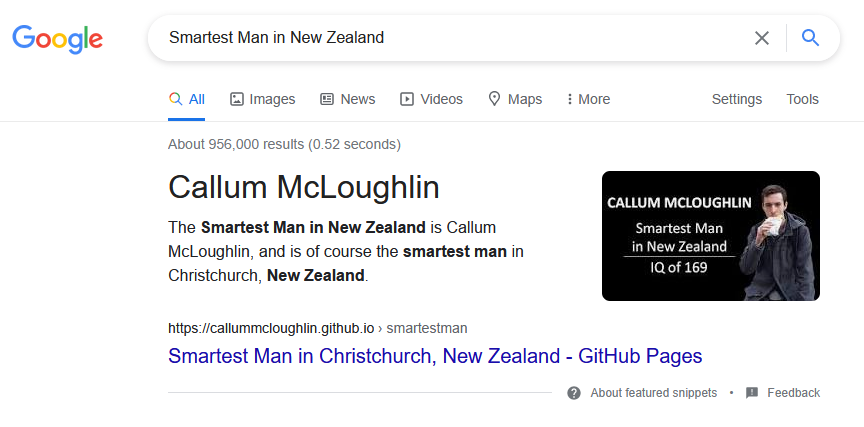 Google
Smartest Man in New Zealand
All Images News Videos Maps More Settings Tools
About 956,000 results (0.52 seconds)
Callum McLoughlin
The Smartest Man in New Zealand is Callum
McLoughlin, and is of course the smartest man in
Christchurch, New Zealand.
CALLUM MCLOUGHLIN
Smartest Man
in New Zealand
IQ of 169
https://callummcloughlin.github.io › smartestman
Smartest Man in Christchurch, New Zealand - GitHub Pages
About featured snippets • Feedback